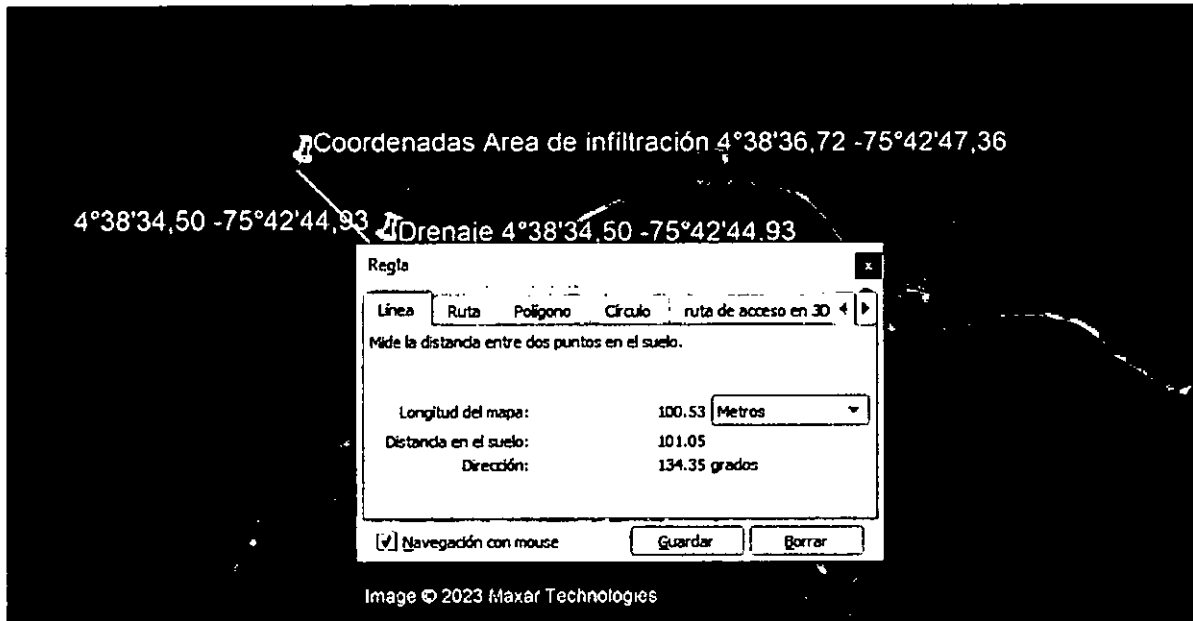 Coordenadas Area de infiltración 4°38'36,72 -75°42'47,36
4°38'34,50 -75°42'44,93
Drenaje 4°38'34,50 -75°42'44.93
Regla
x
Línea Ruta Polígono Círculo ruta de acceso en 3D
Mide la distancia entre dos puntos en el suelo.
Longitud del mapa: 100.53 Metros
Distancia en el suelo: 101.05
Dirección: 134.35 grados
Navegación con mouse Guardar Borrar
Image © 2023 Maxar Technologies